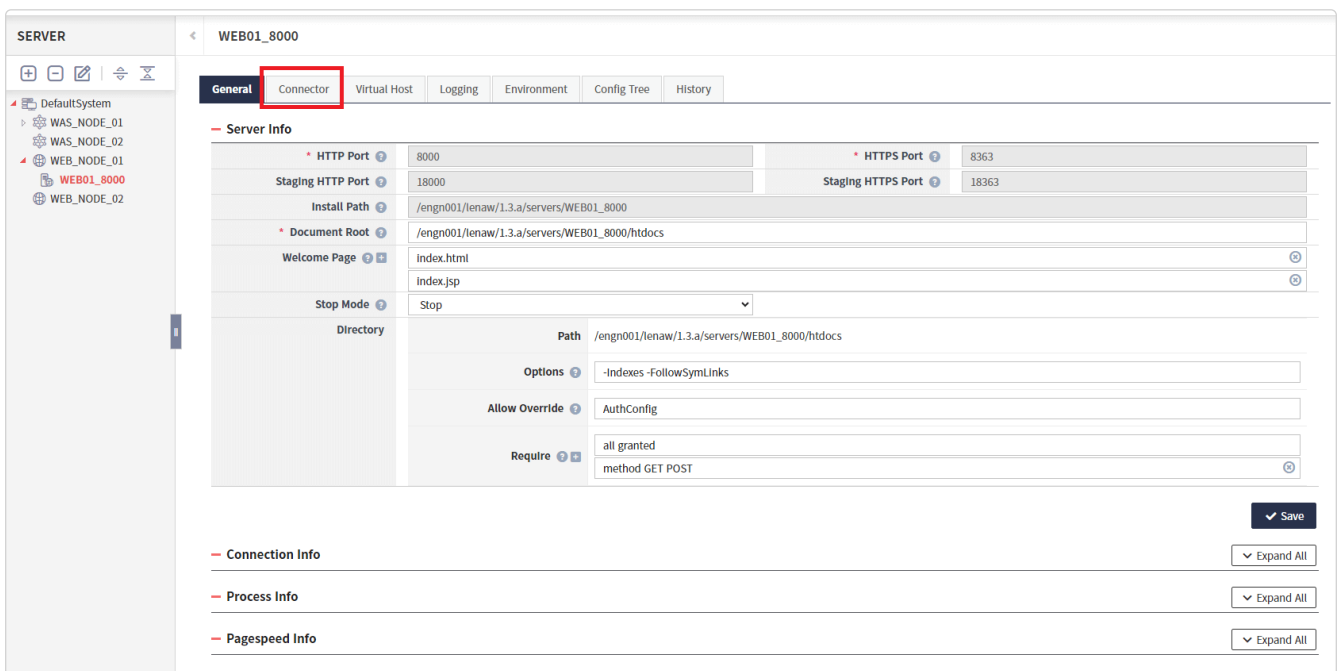 SERVER
WEB01_8000
DefaultSystem
WAS_NODE_01
WAS_NODE_02
WEB_NODE_01
WEB01_8000
WEB_NODE_02
General Connector Virtual Host Logging Environment Config Tree History
Server Info
* HTTP Port 8000 * HTTPS Port 8363
Staging HTTP Port 18000 Staging HTTPS Port 18363
Install Path /engn001/lenaw/1.3.a/servers/WEB01_8000
* Document Root /engn001/lenaw/1.3.a/servers/WEB01_8000/htdocs
Welcome Page index.html
index.jsp
Stop Mode Stop
Directory Path /engn001/lenaw/1.3.a/servers/WEB01_8000/htdocs
Options -Indexes -FollowSymLinks
Allow Override AuthConfig
Require all granted
method GET POST
Save
Connection Info Expand All
Process Info Expand All
Pagespeed Info Expand All